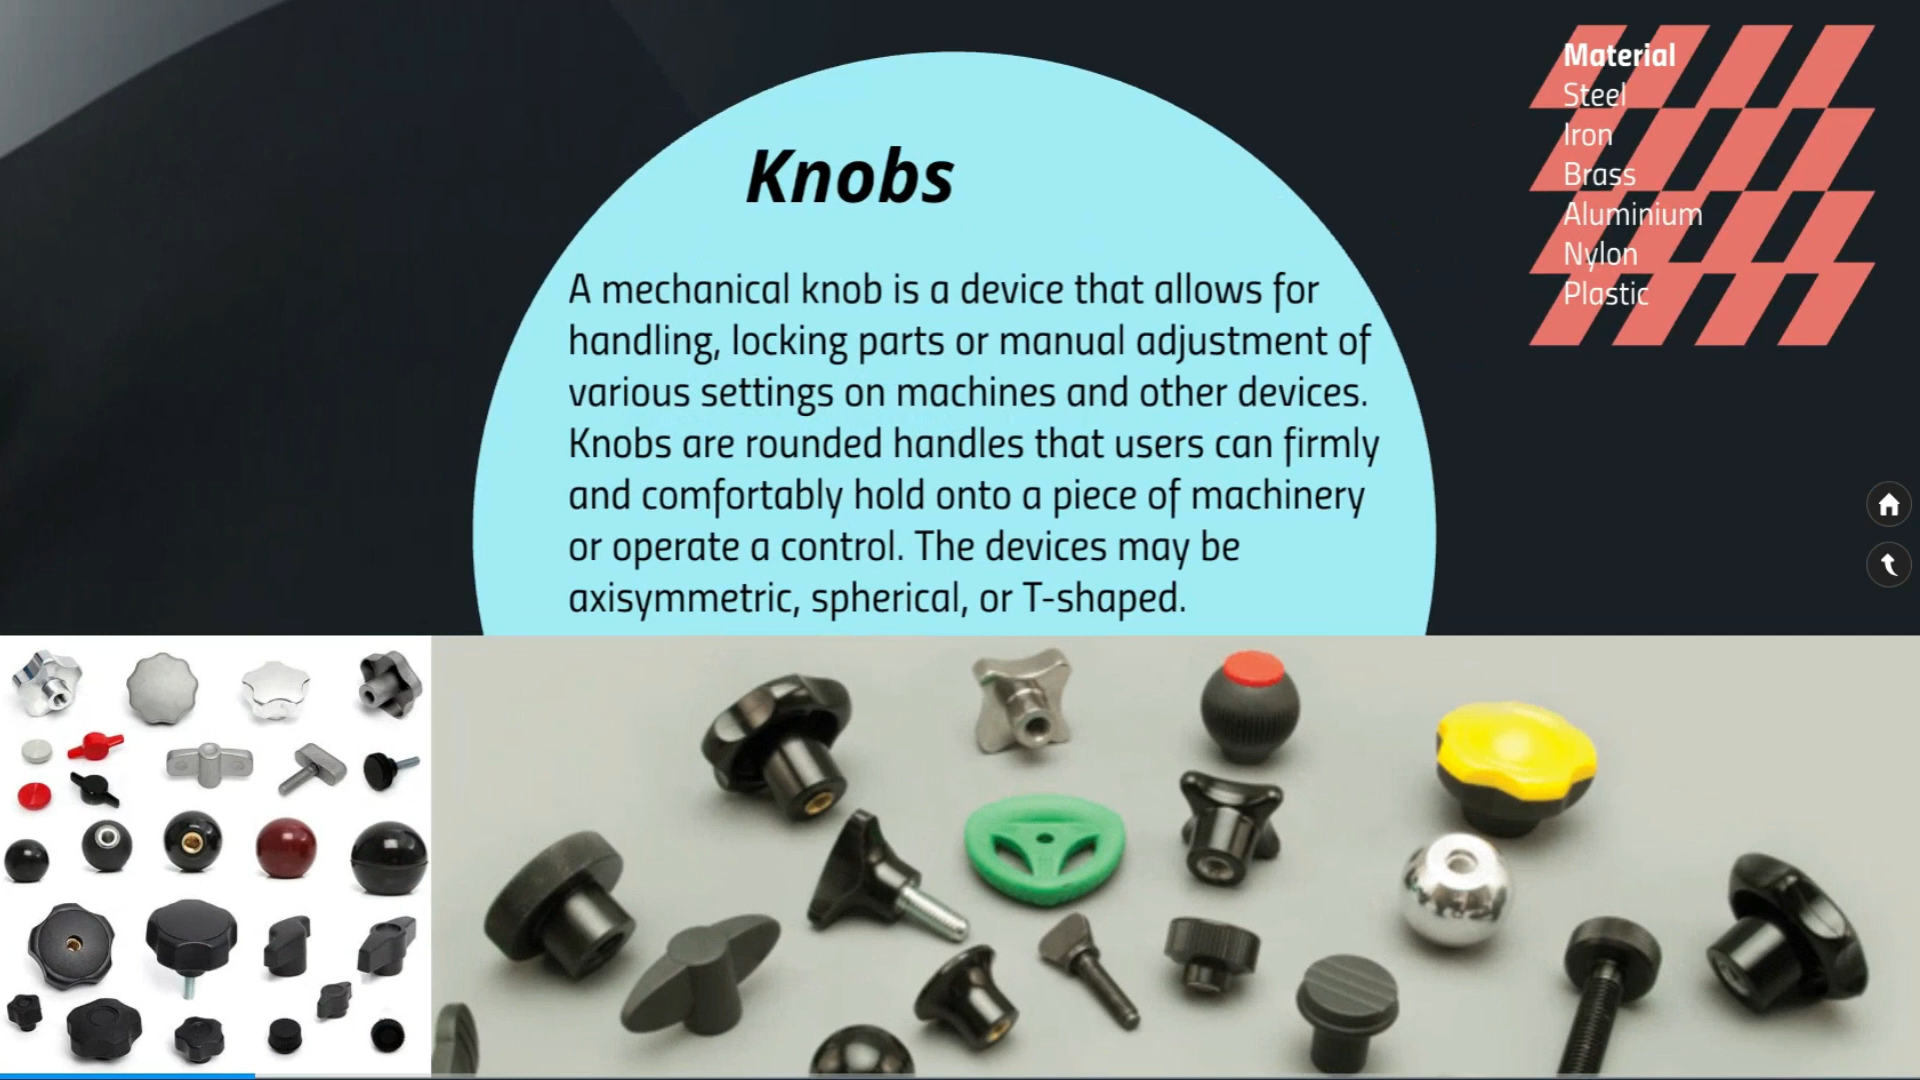 Knobs
A mechanical knob is a device that allows for
handling, locking parts or manual adjustment of
various settings on machines and other devices.
Knobs are rounded handles that users can firmly
and comfortably hold onto a piece of machinery
or operate a control. The devices may be
axisymmetric, spherical, or T-shaped.
Material
Steel
Iron
Brass
Aluminium
Nylon
Plastic